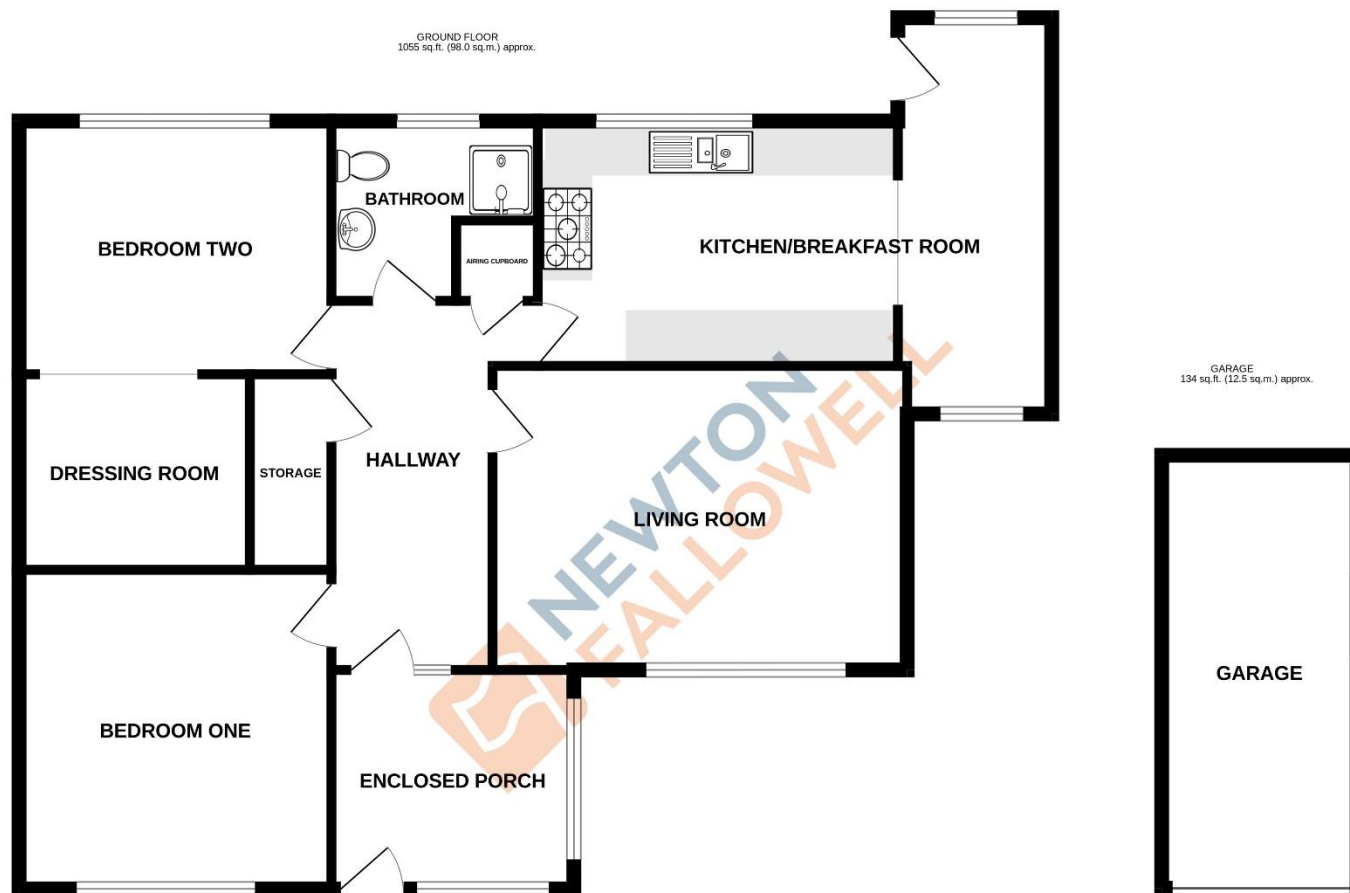 GROUND FLOOR
1055 sq.ft. (98.0 sq.m.) approx.
BATHROOM
BEDROOM TWO
KITCHEN/BREAKFAST ROOM
AIRING CUPBOARD
GARAGE
134 sq.ft. (12.5 sq.m.) approx.
HALLWAY
DRESSING ROOM
STORAGE
LIVING ROOM
NEWTON
FALLOWELL
GARAGE
BEDROOM ONE
ENCLOSED PORCH